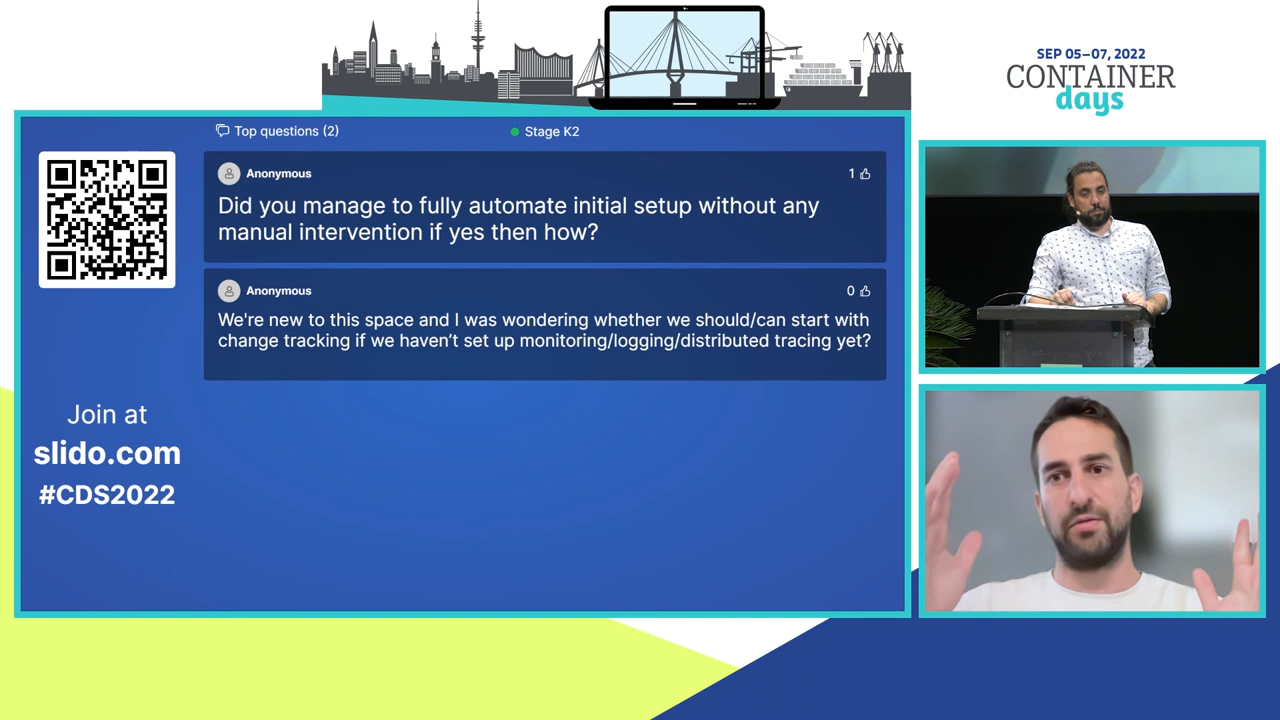 SEP 05–07, 2022
CONTAINER
days
Top questions (2)
Stage K2
Anonymous
1
Did you manage to fully automate initial setup without any
manual intervention if yes then how?
Anonymous
0
We're new to this space and I was wondering whether we should/can start with
change tracking if we haven’t set up monitoring/logging/distributed tracing yet?
Join at
slido.com
#CDS2022